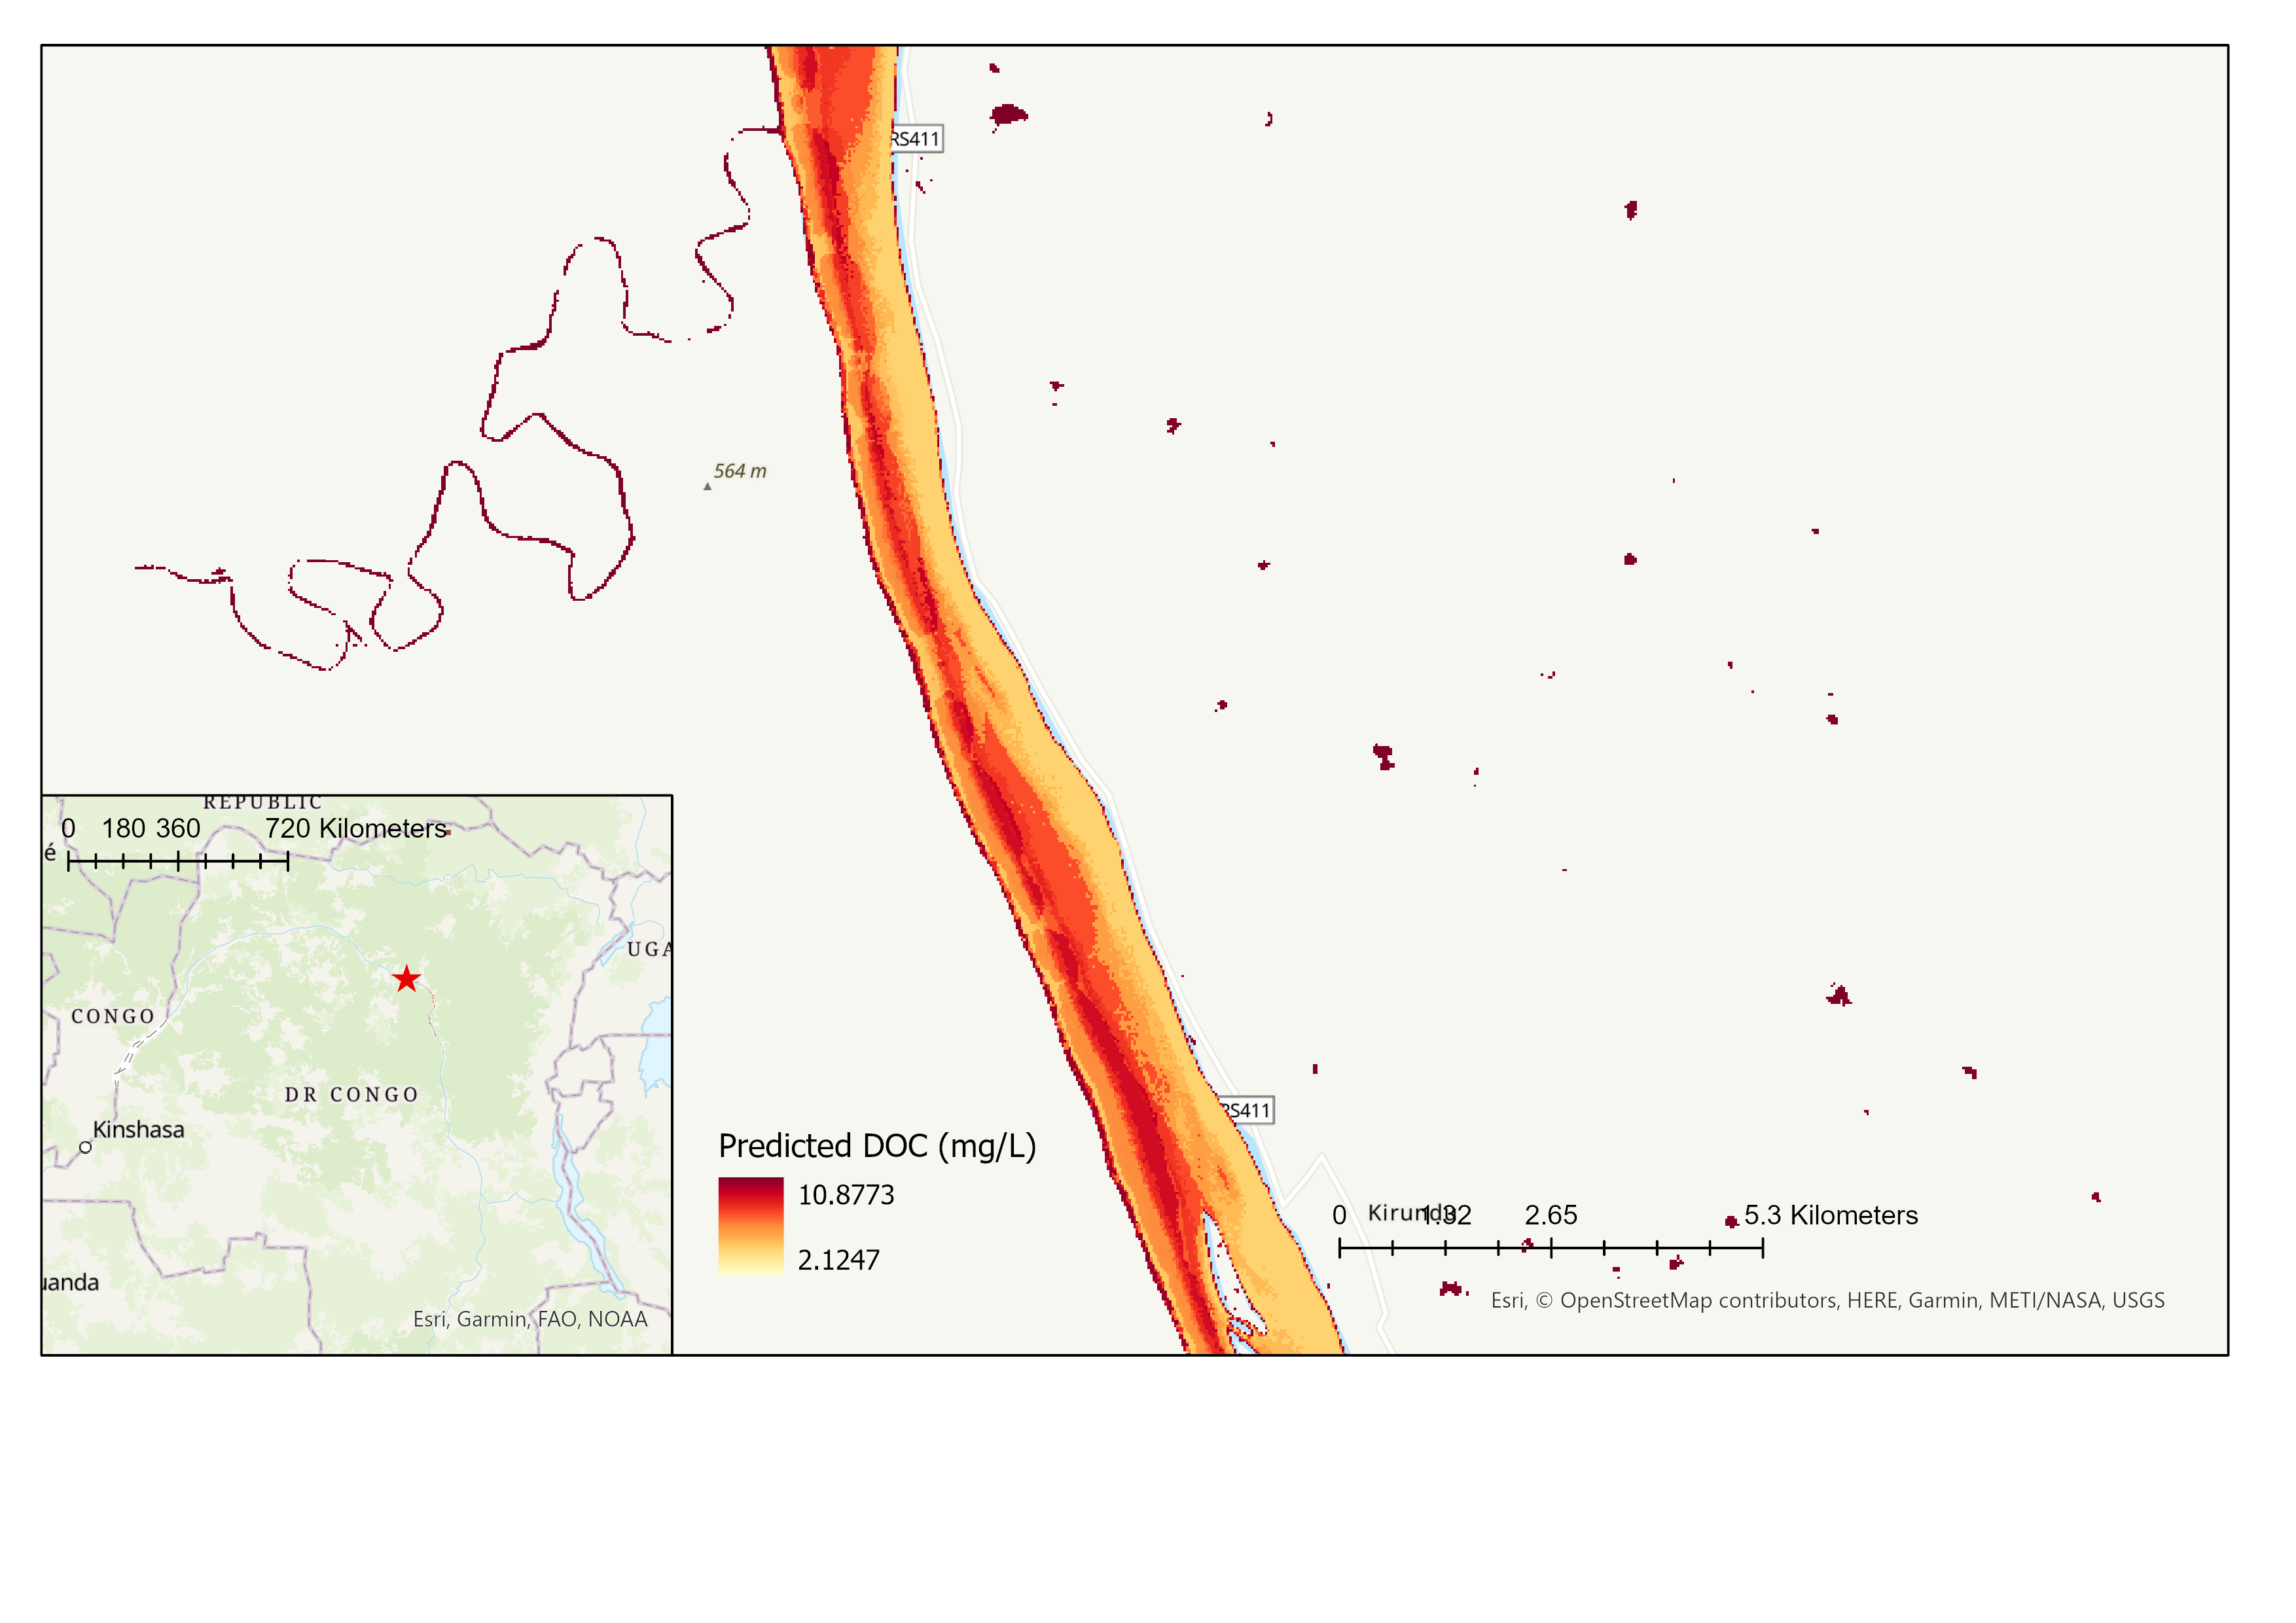 RS411
564 m
REPUBLIC
0 180 360 720 Kilometers
é
UGA
CONGO
DR CONGO
Kinshasa
uanda
Esri, Garmin, FAO, NOAA
RS411
Predicted DOC (mg/L)
10.8773
2.1247
Kirundu
0 1.32 2.65 5.3 Kilometers
Esri, © OpenStreetMap contributors, HERE, Garmin, METI/NASA, USGS